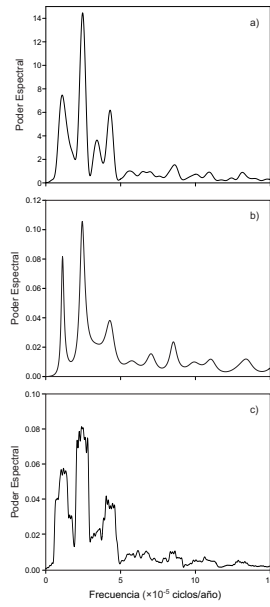 a)
14
12
10
8
6
4
2
0
Poder Espectral
b)
0.12
0.10
0.08
0.06
0.04
0.02
0.00
Poder Espectral
c)
0.10
0.08
0.06
0.04
0.02
0.00
Poder Espectral
0 5 10 15
Frecuencia (×10-5 ciclos/año)